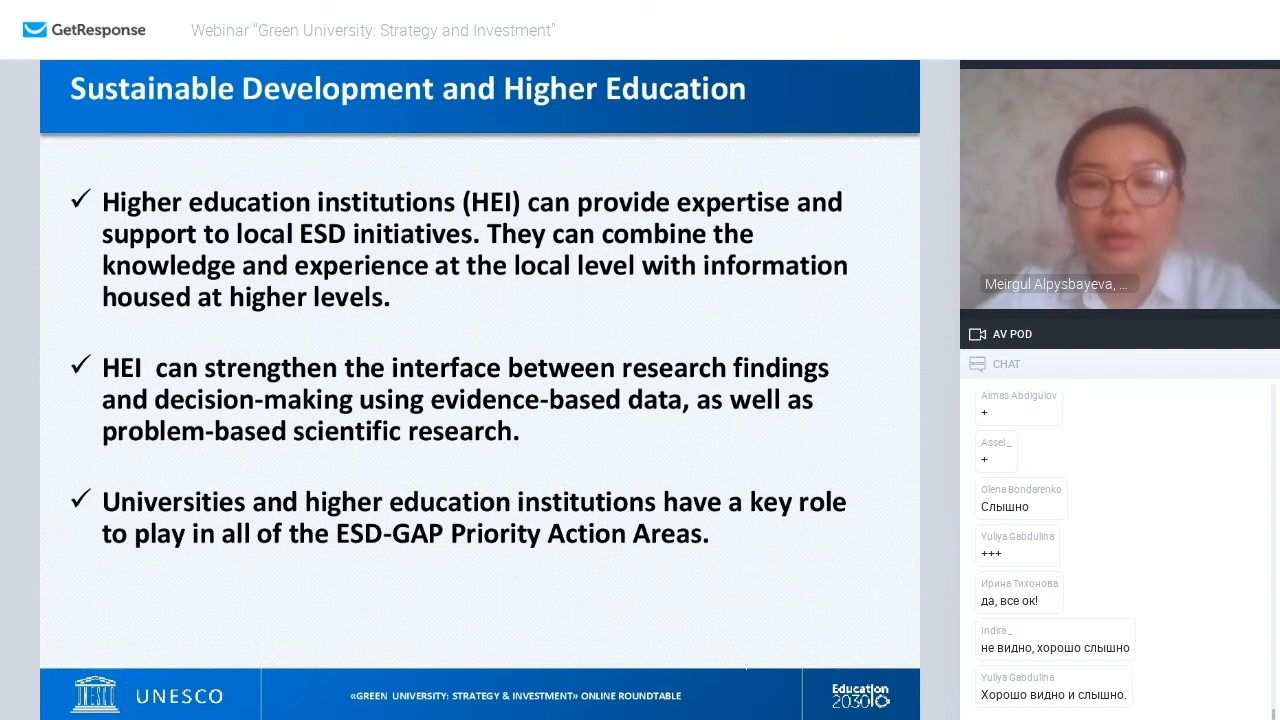 GetResponse
Webinar "Green University: Strategy and Investment"
Sustainable Development and Higher Education
✓ Higher education institutions (HEI) can provide expertise and
support to local ESD initiatives. They can combine the
knowledge and experience at the local level with information
housed at higher levels.
✓ HEI can strengthen the interface between research findings
and decision-making using evidence-based data, as well as
problem-based scientific research.
✓ Universities and higher education institutions have a key role
to play in all of the ESD-GAP Priority Action Areas.
UNESCO
«GREEN UNIVERSITY: STRATEGY & INVESTMENT» ONLINE ROUNDTABLE
Education
2030
Meirgul Alpysbayeva, ...
AV POD
CHAT
Almas Abdigulov
+
Assel_
+
Olena Bondarenko
Слышно
Yuliya Gabdulina
+++
Ирина Тихонова
да, все ок!
Indira_
не видно, хорошо слышно
Yuliya Gabdulina
Хорошо видно и слышно.